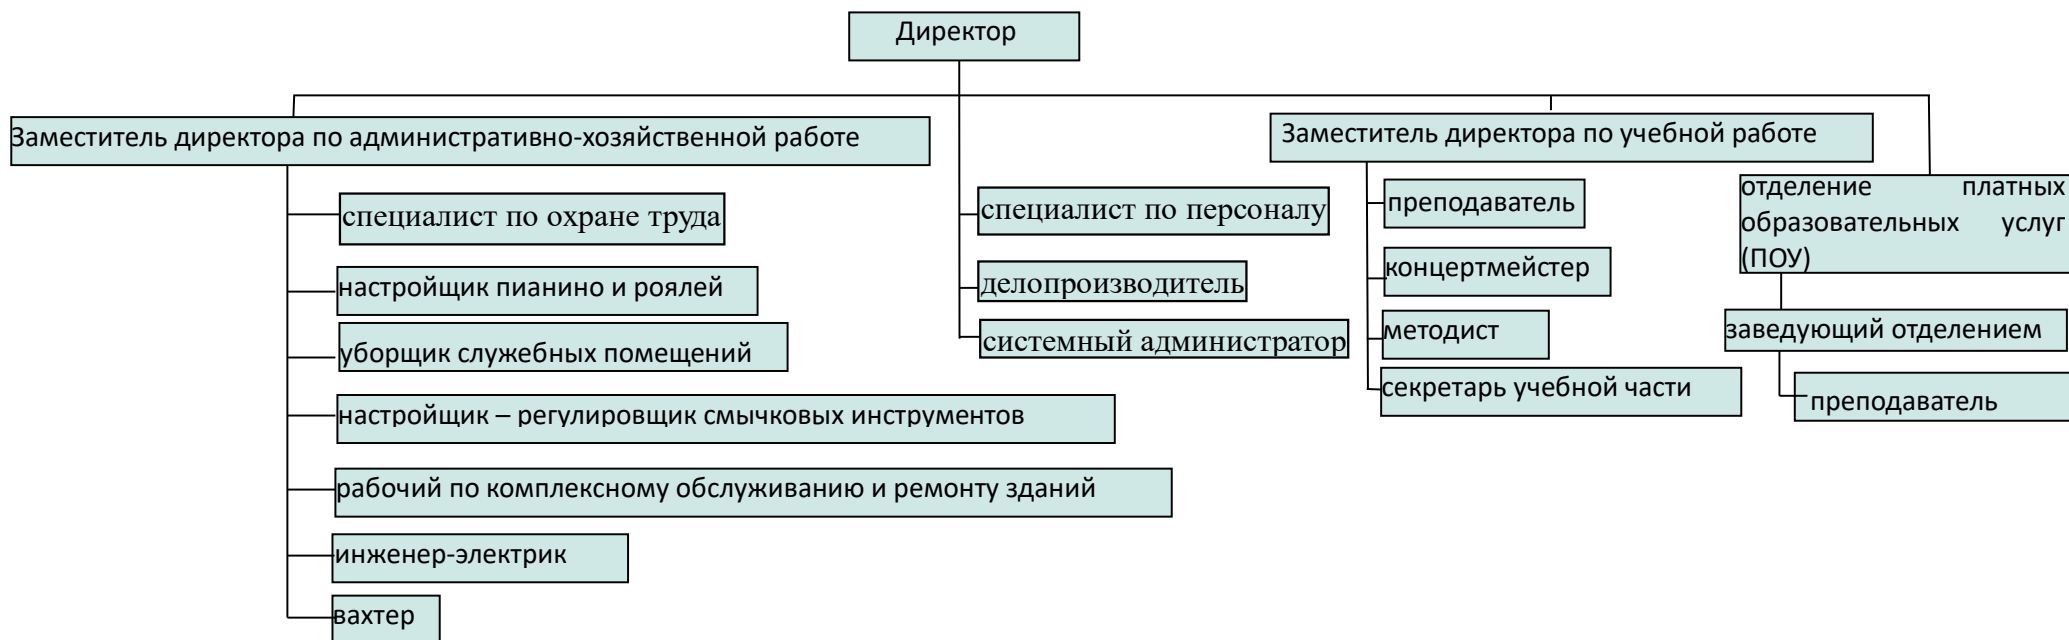 Директор
Заместитель директора по административно-хозяйственной работе
специалист по охране труда
настройщик пианино и роялей
уборщик служебных помещений
настройщик – регулировщик смычковых инструментов
рабочий по комплексному обслуживанию и ремонту зданий
инженер-электрик
вахтер
специалист по персоналу
делопроизводитель
системный администратор
Заместитель директора по учебной работе
преподаватель
концертмейстер
методист
секретарь учебной части
отделение платных
образовательных услуг
(ПОУ)
заведующий отделением
преподаватель